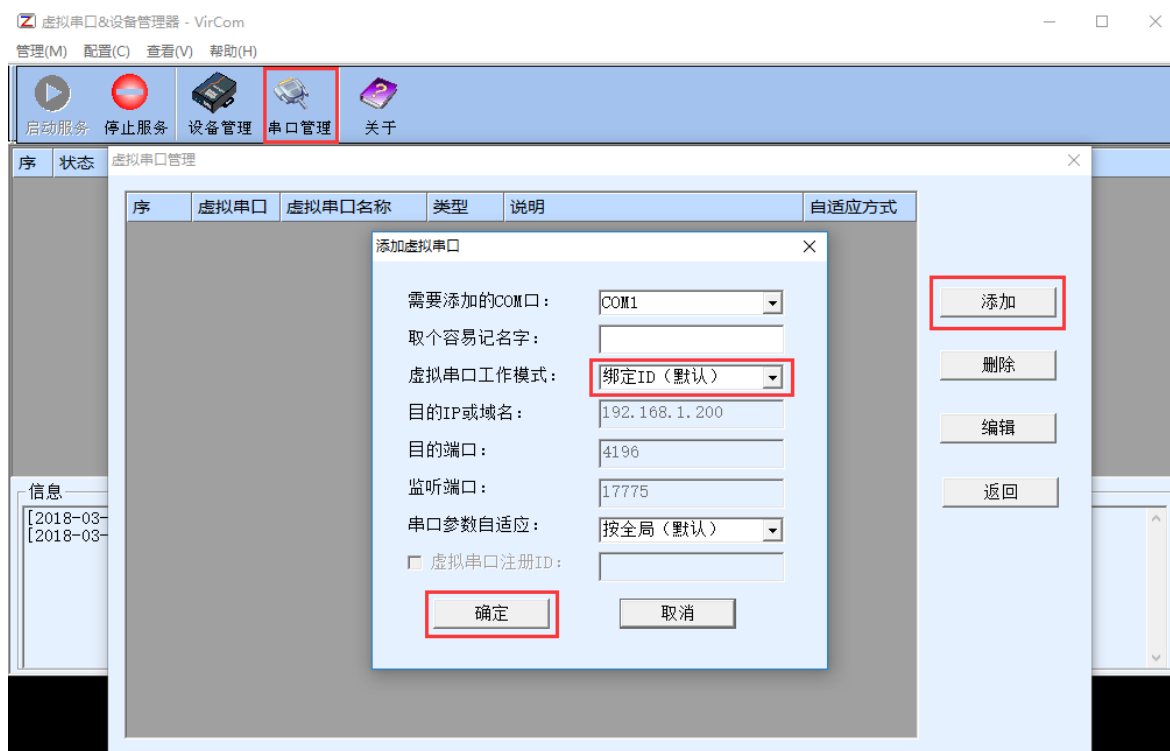 虚拟串口&设备管理器 - VirCom
管理(M) 配置(C) 查看(V) 帮助(H)
启动服务 停止服务 设备管理 串口管理 关于
序 状态
虚拟串口管理
序 虚拟串口 虚拟串口名称 类型 说明 自适应方式
添加虚拟串口
需要添加的COM口: COM1
取个容易记名字:
虚拟串口工作模式: 绑定ID（默认）
目的IP或域名: 192.168.1.200
目的端口: 4196
监听端口: 17775
串口参数自适应: 按全局（默认）
虚拟串口注册ID:
确定 取消
添加
删除
编辑
返回
信息
[2018-03-
[2018-03-